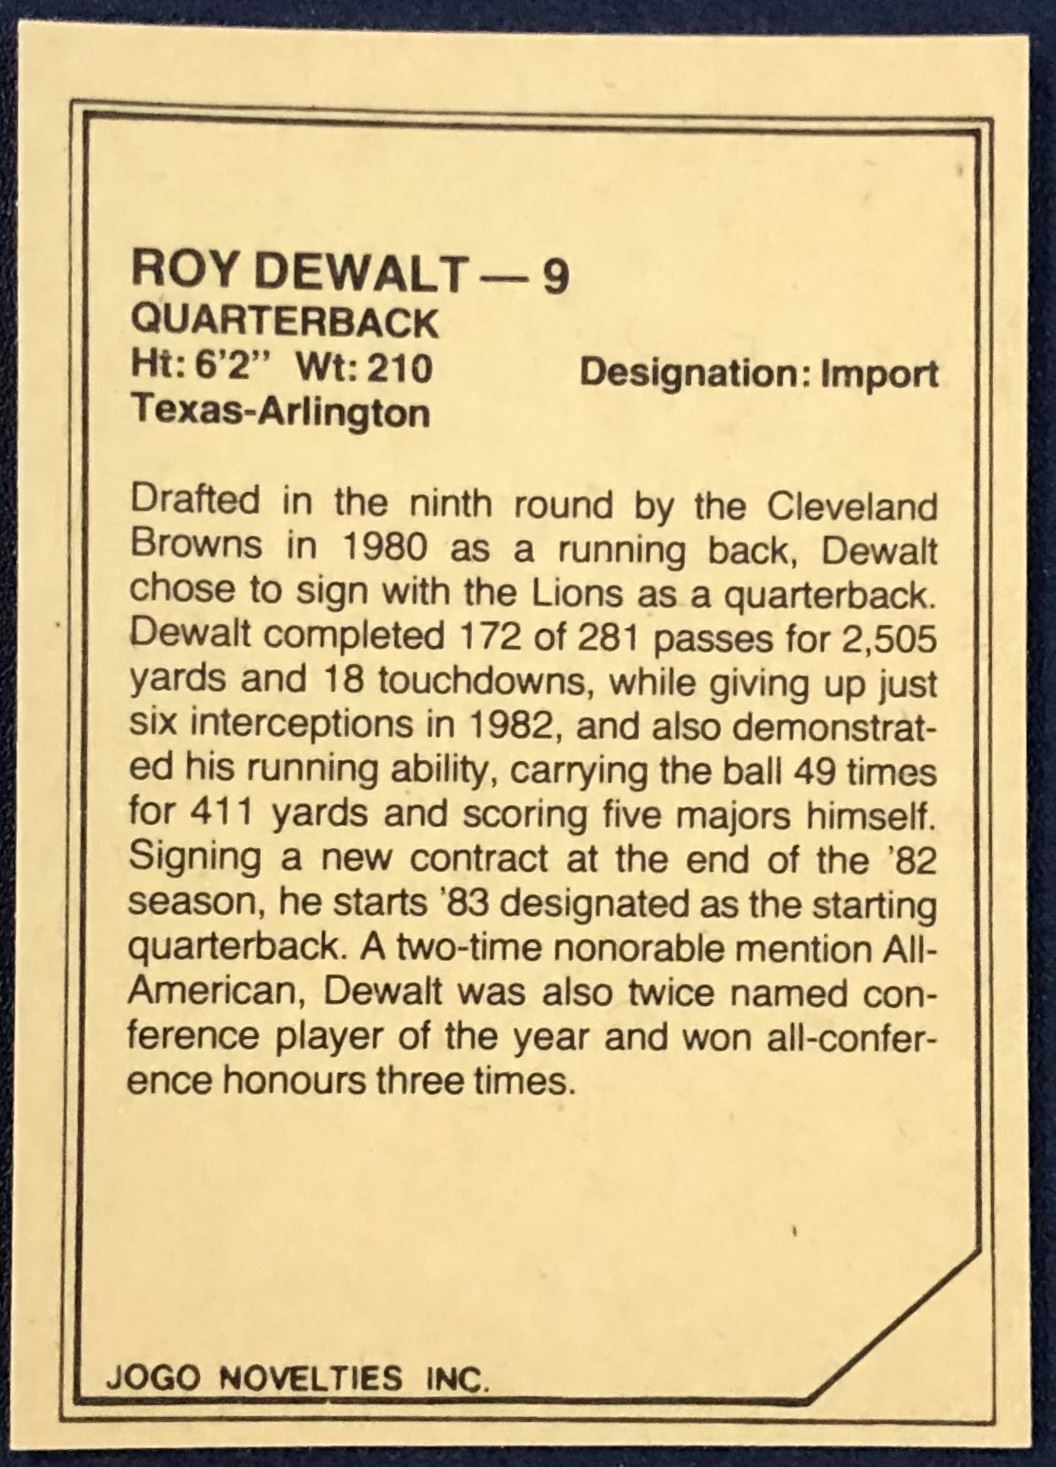 ROY DEWALT — 9
QUARTERBACK
Ht: 6'2" Wt: 210 Designation: Import
Texas-Arlington
Drafted in the ninth round by the Cleveland
Browns in 1980 as a running back, Dewalt
chose to sign with the Lions as a quarterback.
Dewalt completed 172 of 281 passes for 2,505
yards and 18 touchdowns, while giving up just
six interceptions in 1982, and also demonstrat-
ed his running ability, carrying the ball 49 times
for 411 yards and scoring five majors himself.
Signing a new contract at the end of the '82
season, he starts '83 designated as the starting
quarterback. A two-time nonorable mention All-
American, Dewalt was also twice named con-
ference player of the year and won all-confer-
ence honours three times.
JOGO NOVELTIES INC.